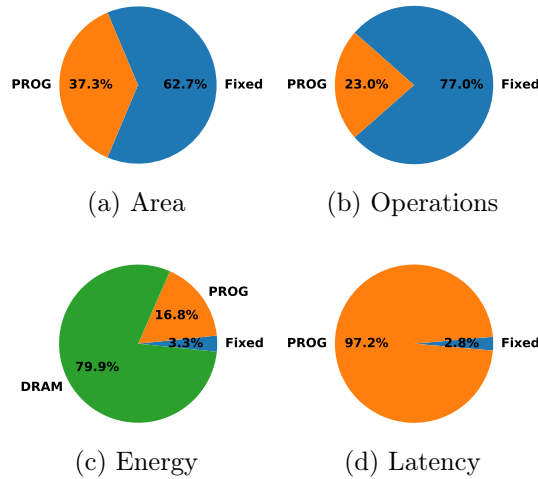 PROG 37.3% 62.7% Fixed
PROG 23.0% 77.0% Fixed
(a) Area
(b) Operations
PROG
16.8%
3.3% Fixed
79.9%
DRAM
PROG 97.2% 2.8% Fixed
(c) Energy
(d) Latency